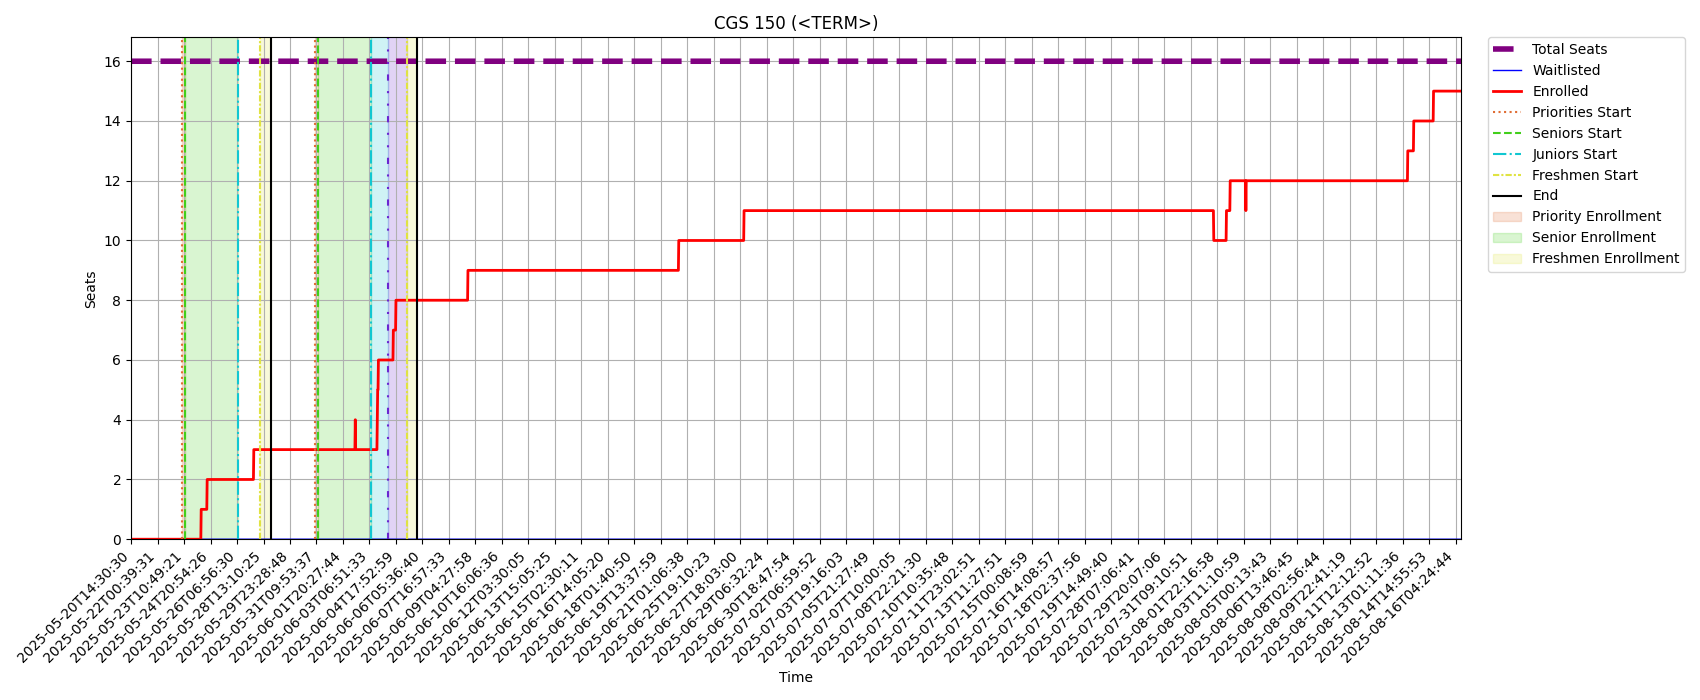 CGS 150 (<TERM>)
Seats
16
14
12
10
8
6
4
2
0
2025-05-20T14:30:30
2025-05-22T00:39:31
2025-05-23T10:49:21
2025-05-24T20:54:26
2025-05-26T06:56:30
2025-05-28T13:10:25
2025-05-29T23:28:48
2025-05-31T09:53:37
2025-06-01T20:27:44
2025-06-03T06:51:33
2025-06-04T17:52:59
2025-06-06T05:36:40
2025-06-07T16:57:33
2025-06-09T04:27:58
2025-06-10T16:06:36
2025-06-12T03:30:05
2025-06-13T15:05:25
2025-06-15T02:30:11
2025-06-16T14:05:20
2025-06-18T01:40:50
2025-06-19T13:37:59
2025-06-21T01:06:38
2025-06-25T19:10:23
2025-06-27T18:03:00
2025-06-29T06:32:24
2025-06-30T18:47:54
2025-07-02T06:59:52
2025-07-03T19:16:03
2025-07-05T21:27:49
2025-07-07T10:00:05
2025-07-08T22:21:30
2025-07-10T10:35:48
2025-07-11T23:02:51
2025-07-13T11:27:51
2025-07-15T00:08:59
2025-07-16T14:08:57
2025-07-18T02:37:56
2025-07-19T14:49:40
2025-07-28T07:06:41
2025-07-29T20:07:06
2025-07-31T09:10:51
2025-08-01T22:16:58
2025-08-03T11:10:59
2025-08-05T00:13:43
2025-08-06T13:46:45
2025-08-08T02:56:44
2025-08-09T22:41:19
2025-08-11T12:12:52
2025-08-13T01:11:36
2025-08-14T14:55:53
2025-08-16T04:24:44
Time
Total Seats
Waitlisted
Enrolled
Priorities Start
Seniors Start
Juniors Start
Freshmen Start
End
Priority Enrollment
Senior Enrollment
Freshmen Enrollment